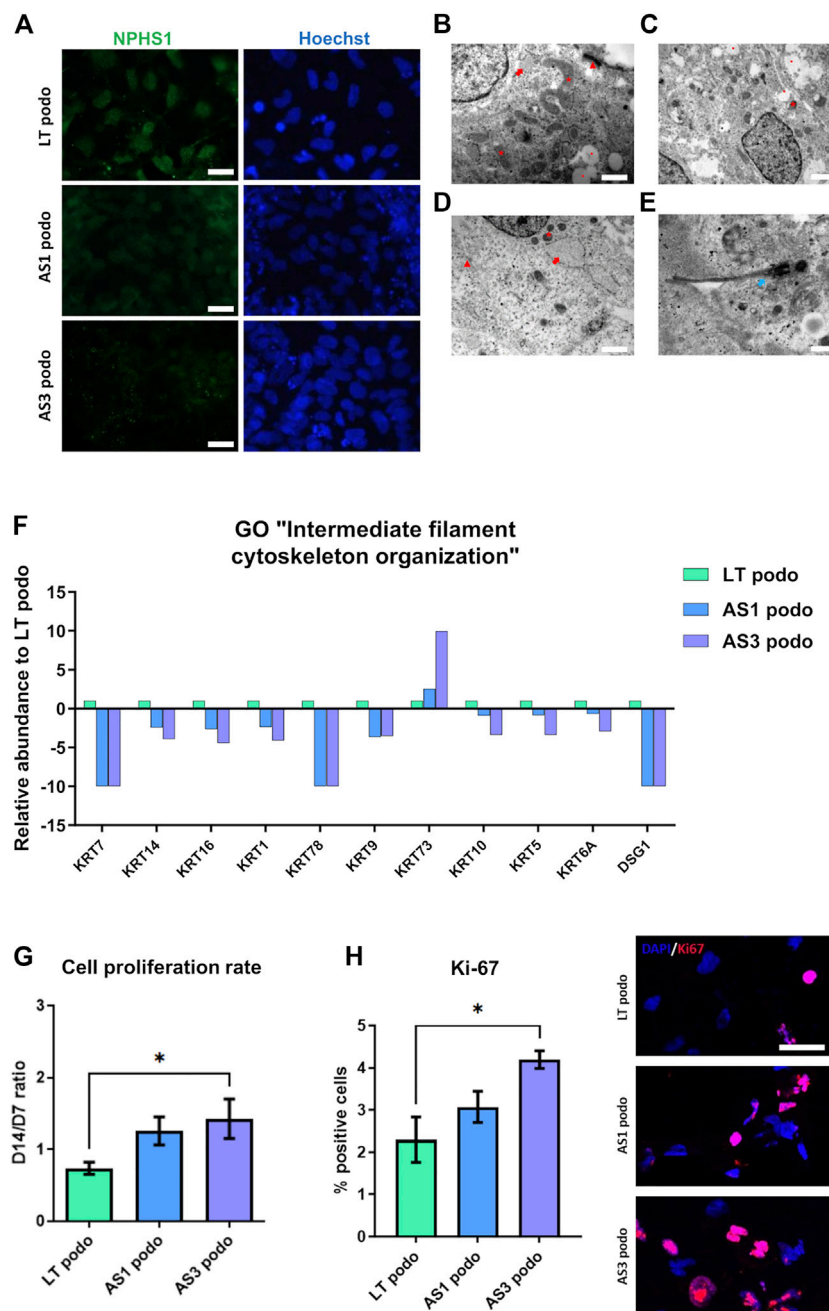 A
NPHS1
Hoechst
LT podo
AS1 podo
AS3 podo
B
C
D
E
F
GO "Intermediate filament
cytoskeleton organization"
LT podo
AS1 podo
AS3 podo
Relative abundance to LT podo
15
10
5
0
-5
-10
-15
KRT7
KRT14
KRT16
KRT1
KRT78
KRT9
KRT73
KRT10
KRT5
KRT6A
DSG1
G
Cell proliferation rate
D14/D7 ratio
3
2
1
0
*
LT podo
AS1 podo
AS3 podo
H
Ki-67
% positive cells
5
4
3
2
1
0
*
LT podo
AS1 podo
AS3 podo
DAPI/Ki67
LT podo
AS1 podo
AS3 podo